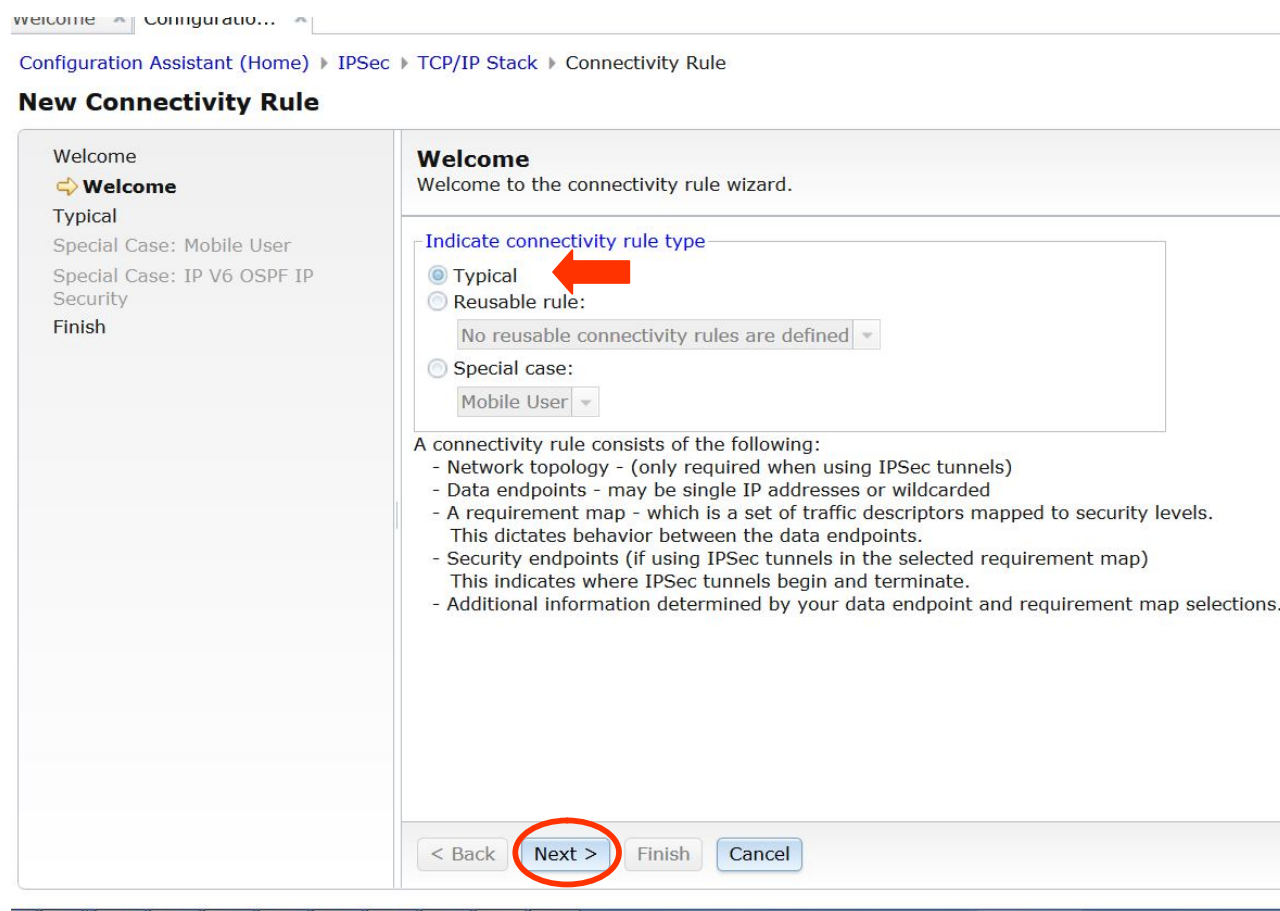 Welcome Configuratio...
Configuration Assistant (Home) IPSec TCP/IP Stack Connectivity Rule
New Connectivity Rule
Welcome
Welcome
Typical
Special Case: Mobile User
Special Case: IP V6 OSPF IP
Security
Finish
Welcome
Welcome to the connectivity rule wizard.
Indicate connectivity rule type
Typical
Reusable rule:
No reusable connectivity rules are defined
Special case:
Mobile User
A connectivity rule consists of the following:
- Network topology - (only required when using IPSec tunnels)
- Data endpoints - may be single IP addresses or wildcarded
- A requirement map - which is a set of traffic descriptors mapped to security levels.
This dictates behavior between the data endpoints.
- Security endpoints (if using IPSec tunnels in the selected requirement map)
This indicates where IPSec tunnels begin and terminate.
- Additional information determined by your data endpoint and requirement map selections.
< Back Next > Finish Cancel